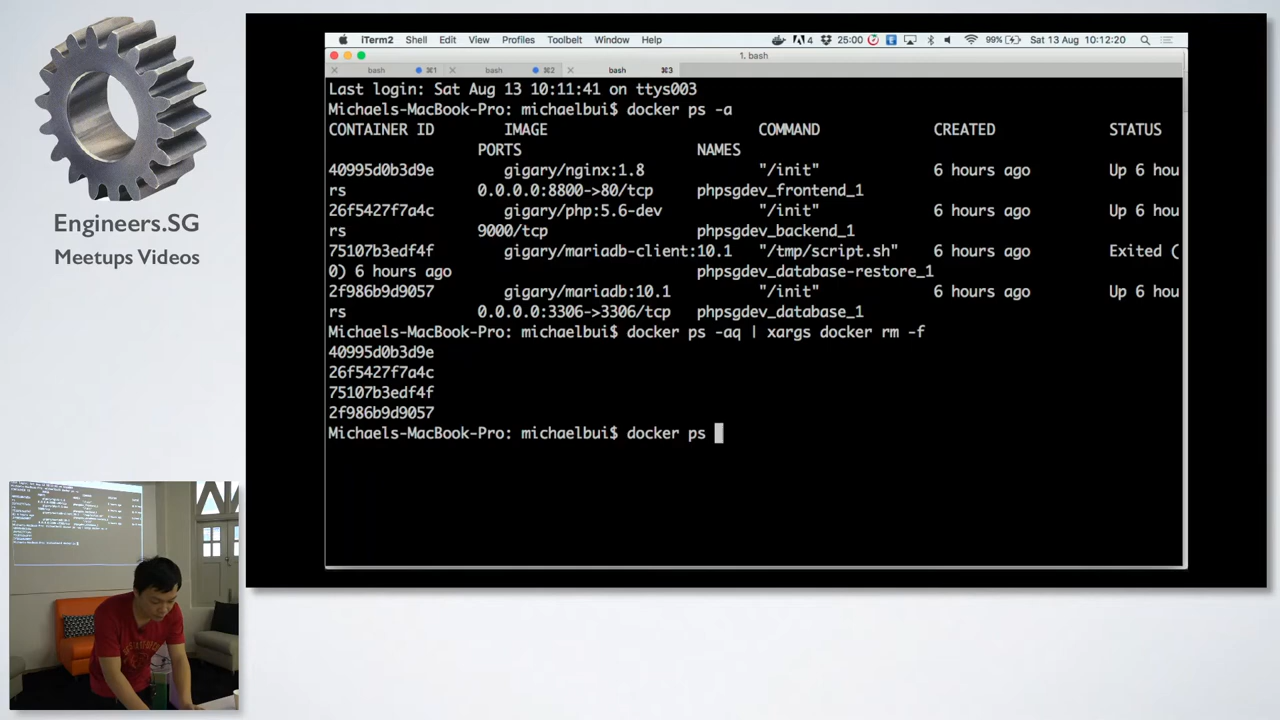 Engineers.SG
Meetups Videos
iTerm2 Shell Edit View Profiles Toolbelt Window Help 4 25:00 99% Sat 13 Aug 10:12:20
1. bash
bash ⌘1 bash ⌘2 bash ⌘3
Last login: Sat Aug 13 10:11:41 on ttys003
Michaels-MacBook-Pro: michaelbui$ docker ps -a
CONTAINER ID IMAGE COMMAND CREATED STATUS
PORTS NAMES
40995d0b3d9e gigary/nginx:1.8 "/init" 6 hours ago Up 6 hou
rs 0.0.0.0:8800->80/tcp phpsgdev_frontend_1
26f5427f7a4c gigary/php:5.6-dev "/init" 6 hours ago Up 6 hou
rs 9000/tcp phpsgdev_backend_1
75107b3edf4f gigary/mariadb-client:10.1 "/tmp/script.sh" 6 hours ago Exited (
0) 6 hours ago phpsgdev_database-restore_1
2f986b9d9057 gigary/mariadb:10.1 "/init" 6 hours ago Up 6 hou
rs 0.0.0.0:3306->3306/tcp phpsgdev_database_1
Michaels-MacBook-Pro: michaelbui$ docker ps -aq | xargs docker rm -f
40995d0b3d9e
26f5427f7a4c
75107b3edf4f
2f986b9d9057
Michaels-MacBook-Pro: michaelbui$ docker ps